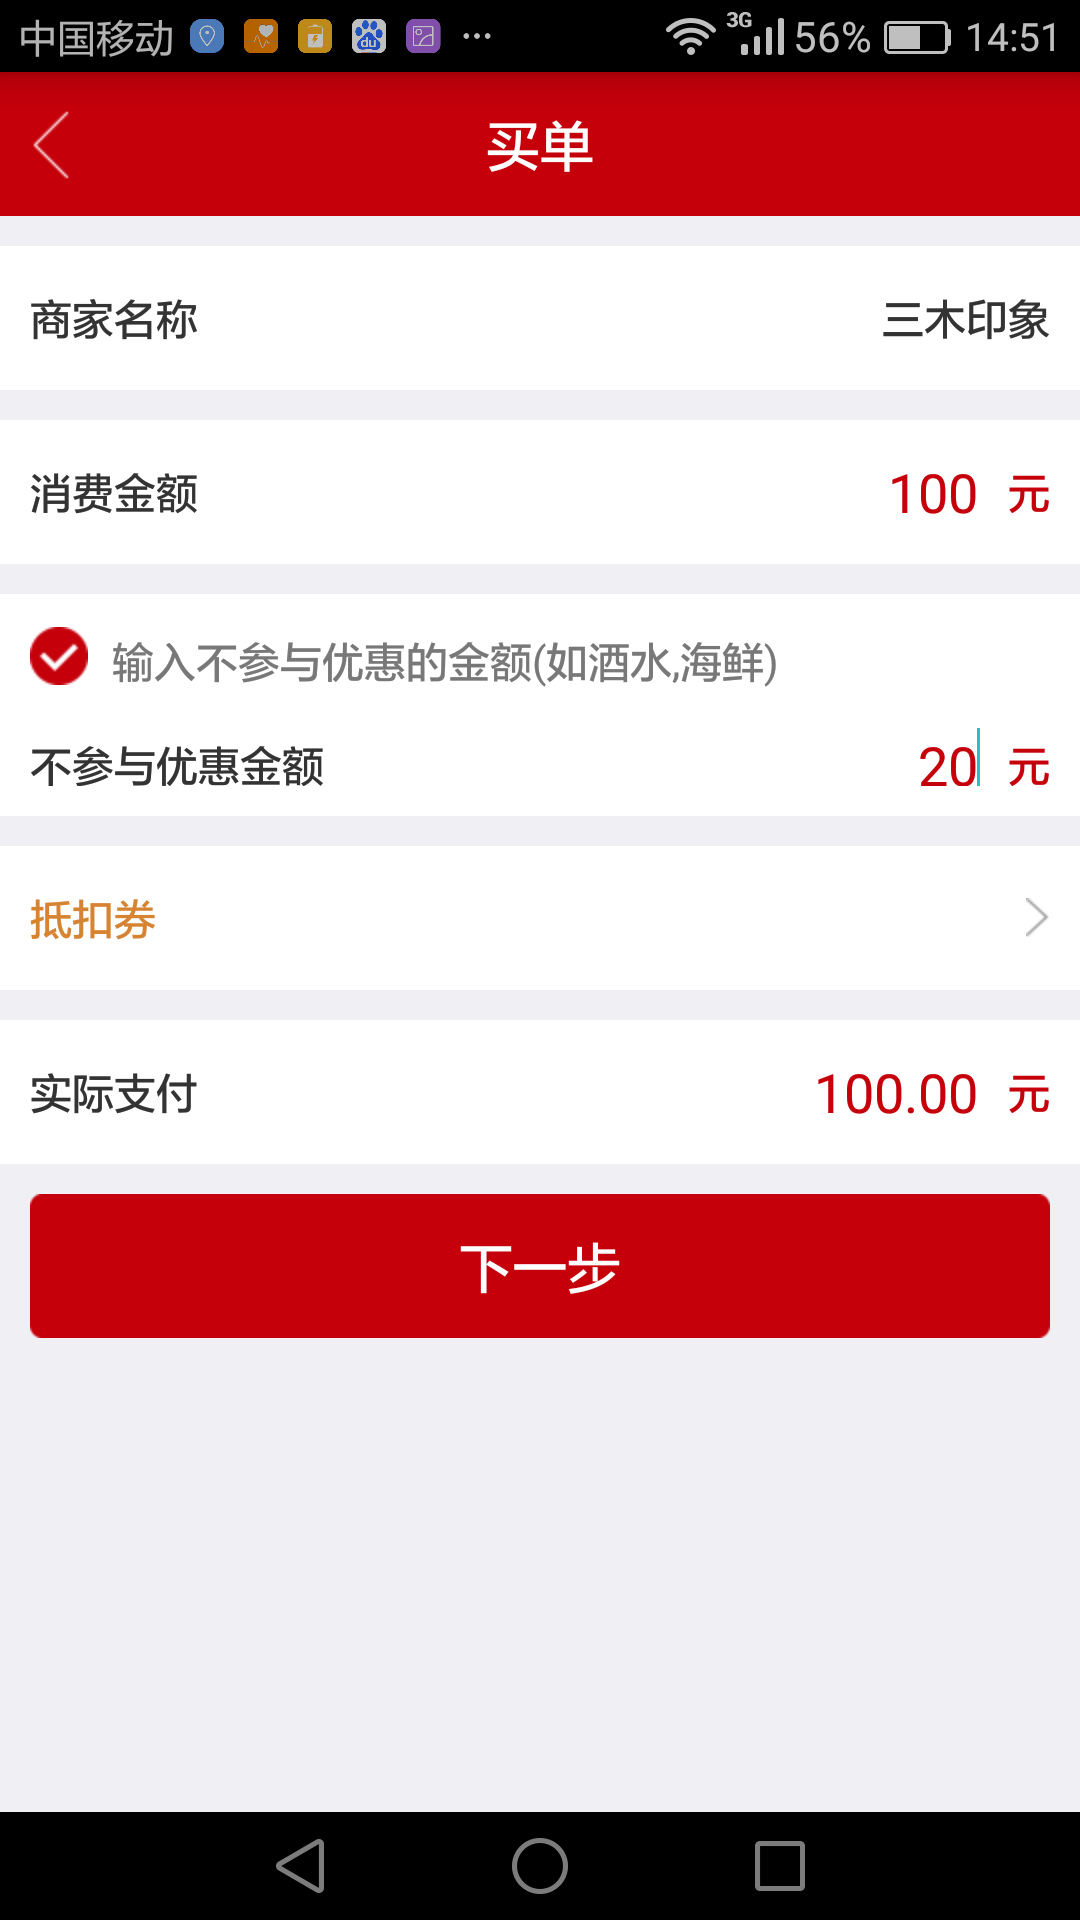 中国移动 du ... 3G 56% 14:51
买单
商家名称 三木印象
消费金额 100 元
输入不参与优惠的金额(如酒水,海鲜)
不参与优惠金额 20 元
抵扣券
实际支付 100.00 元
下一步